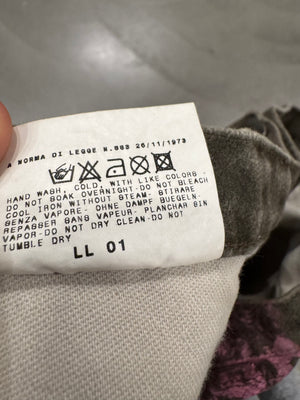 A NORMA DI LEGGE N.883 26/11/1973
HAND WASH, COLD, WITH LIKE COLORS.
DO NOT SOAK OVERNIGHT-DO NOT BLEACH
COOL IRON WITHOUT STEAM- STIRARE
SENZA VAPORE. OHNE DAMPF BUEGELN-
REPASSER SANS VAPEUR- PLANCHAR SIN
VAPOR-DO NOT DRY CLEAN-DO NOT
TUMBLE DRY
LL 01